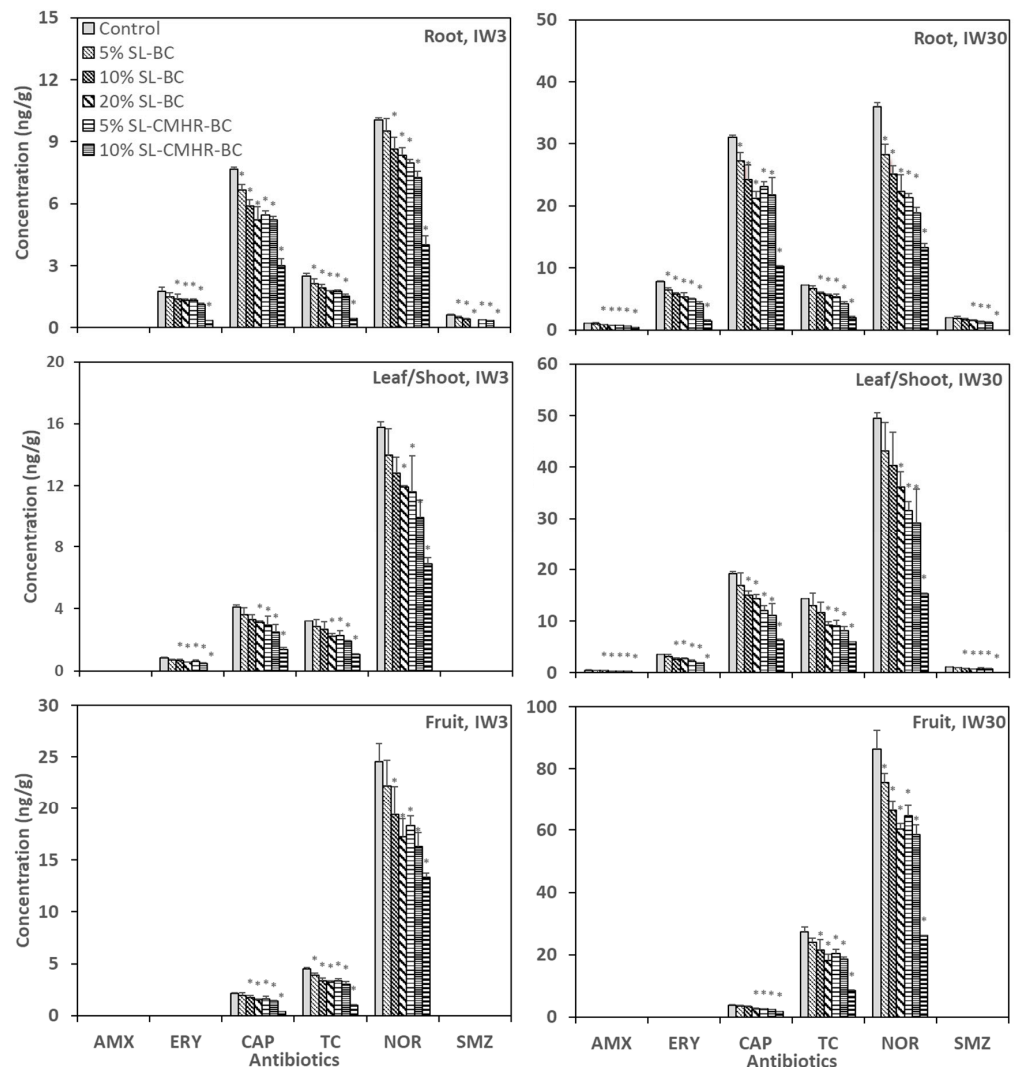 15
12
9
6
3
0
Concentration (ng/g)
Control
5% SL-BC
10% SL-BC
20% SL-BC
5% SL-CMHR-BC
10% SL-CMHR-BC
Root, IW3
* * * * *
* * * * * *
* * * * * *
* * * * *
* * * * *
50
40
30
20
10
0
Root, IW30
* * * * *
* * * * * *
* * * * * *
* * * * *
* * * * * *
* * * *
20
16
12
8
4
0
Concentration (ng/g)
Leaf/Shoot, IW3
* * * * *
* * * *
* * * *
* * * *
60
50
40
30
20
10
0
Leaf/Shoot, IW30
* * * * *
* * * * *
* * * * *
* * * *
* * * *
* * * * *
30
25
20
15
10
5
0
Concentration (ng/g)
Fruit, IW3
* * * * *
* * * * * *
* * * * *
AMX ERY CAP TC NOR SMZ
Antibiotics
100
80
60
40
20
0
Fruit, IW30
* * * * *
* * * * *
* * * * * *
AMX ERY CAP TC NOR SMZ
Antibiotics